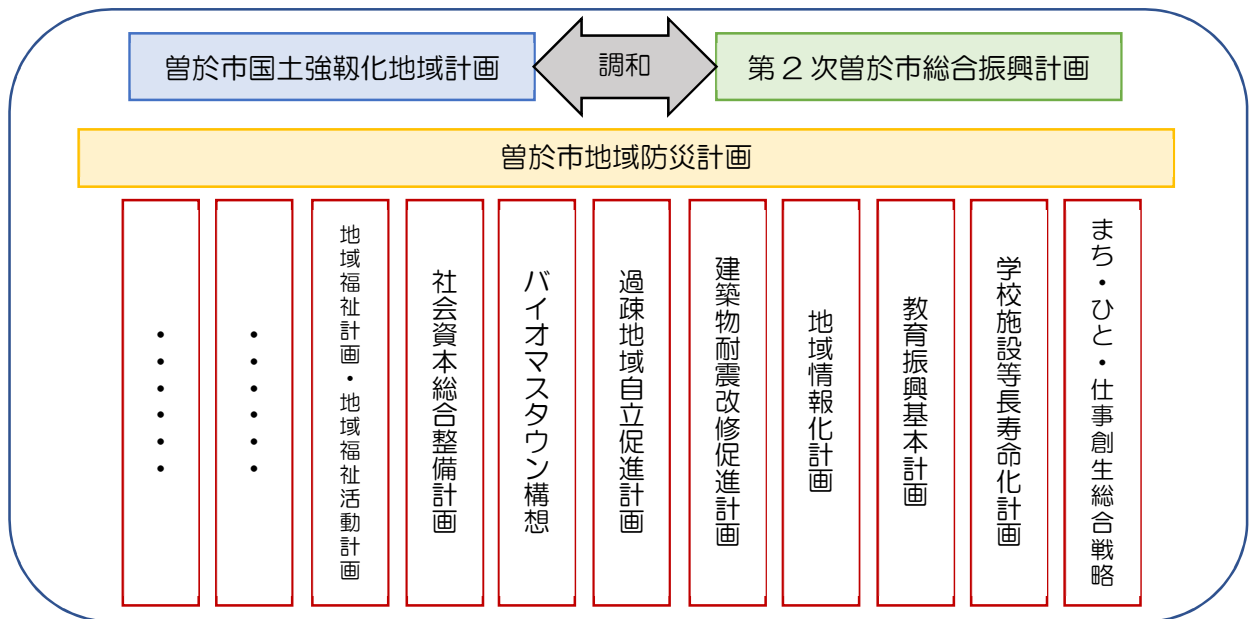 曽於市国土強靱化地域計画
調和
第2次曽於市総合振興計画
曽於市地域防災計画
・・・・・・
・・・・・・
地域福祉計画・地域福祉活動計画
社会資本総合整備計画
バイオマスタウン構想
過疎地域自立促進計画
建築物耐震改修促進計画
地域情報化計画
教育振興基本計画
学校施設等長寿命化計画
まち・ひと・仕事創生総合戦略